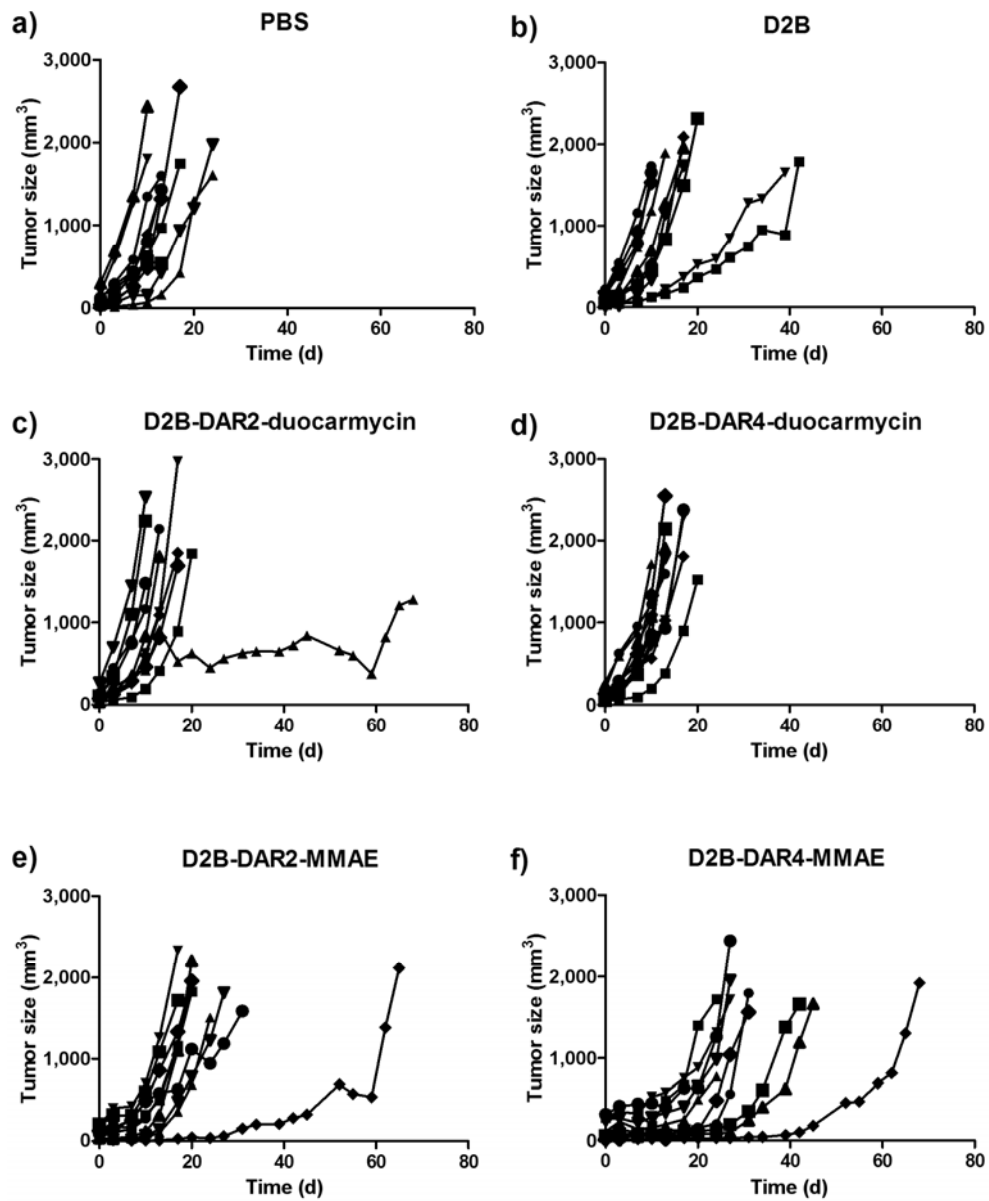 a)
PBS
Tumor size (mm³)
3,000
2,000
1,000
0
0 20 40 60 80
Time (d)
b)
D2B
Tumor size (mm³)
3,000
2,000
1,000
0
0 20 40 60 80
Time (d)
c)
D2B-DAR2-duocarmycin
Tumor size (mm³)
3,000
2,000
1,000
0
0 20 40 60 80
Time (d)
d)
D2B-DAR4-duocarmycin
Tumor size (mm³)
3,000
2,000
1,000
0
0 20 40 60 80
Time (d)
e)
D2B-DAR2-MMAE
Tumor size (mm³)
3,000
2,000
1,000
0
0 20 40 60 80
Time (d)
f)
D2B-DAR4-MMAE
Tumor size (mm³)
3,000
2,000
1,000
0
0 20 40 60 80
Time (d)